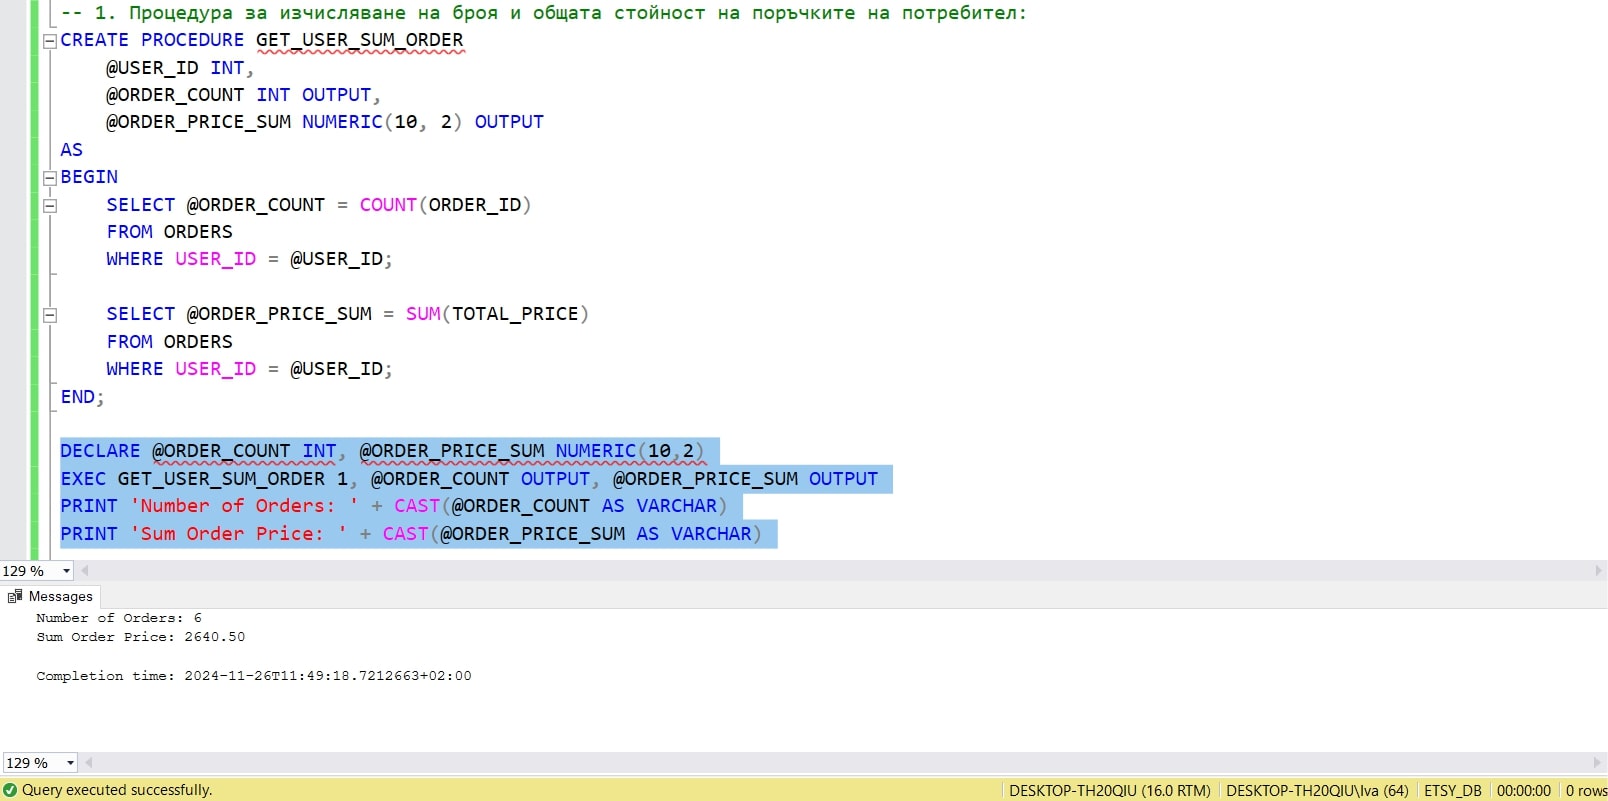 -- 1. Процедура за изчисляване на броя и общата стойност на поръчките на потребител:
CREATE PROCEDURE GET_USER_SUM_ORDER
@USER_ID INT,
@ORDER_COUNT INT OUTPUT,
@ORDER_PRICE_SUM NUMERIC(10, 2) OUTPUT
AS
BEGIN
SELECT @ORDER_COUNT = COUNT(ORDER_ID)
FROM ORDERS
WHERE USER_ID = @USER_ID;
SELECT @ORDER_PRICE_SUM = SUM(TOTAL_PRICE)
FROM ORDERS
WHERE USER_ID = @USER_ID;
END;
DECLARE @ORDER_COUNT INT, @ORDER_PRICE_SUM NUMERIC(10,2)
EXEC GET_USER_SUM_ORDER 1, @ORDER_COUNT OUTPUT, @ORDER_PRICE_SUM OUTPUT
PRINT 'Number of Orders: ' + CAST(@ORDER_COUNT AS VARCHAR)
PRINT 'Sum Order Price: ' + CAST(@ORDER_PRICE_SUM AS VARCHAR)
129 %
Messages
Number of Orders: 6
Sum Order Price: 2640.50
Completion time: 2024-11-26T11:49:18.7212663+02:00
129 %
Query executed successfully. DESKTOP-TH20QIU (16.0 RTM) DESKTOP-TH20QIU\Iva (64) ETSY_DB 00:00:00 0 rows